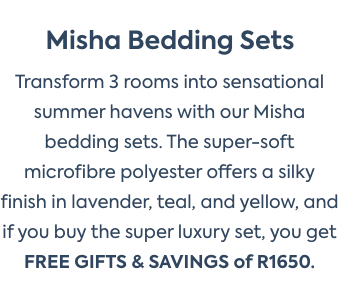 Misha Bedding Sets
Transform 3 rooms into sensational
summer havens with our Misha
bedding sets. The super-soft
microfibre polyester offers a silky
finish in lavender, teal, and yellow, and
if you buy the super luxury set, you get
FREE GIFTS & SAVINGS of R1650.